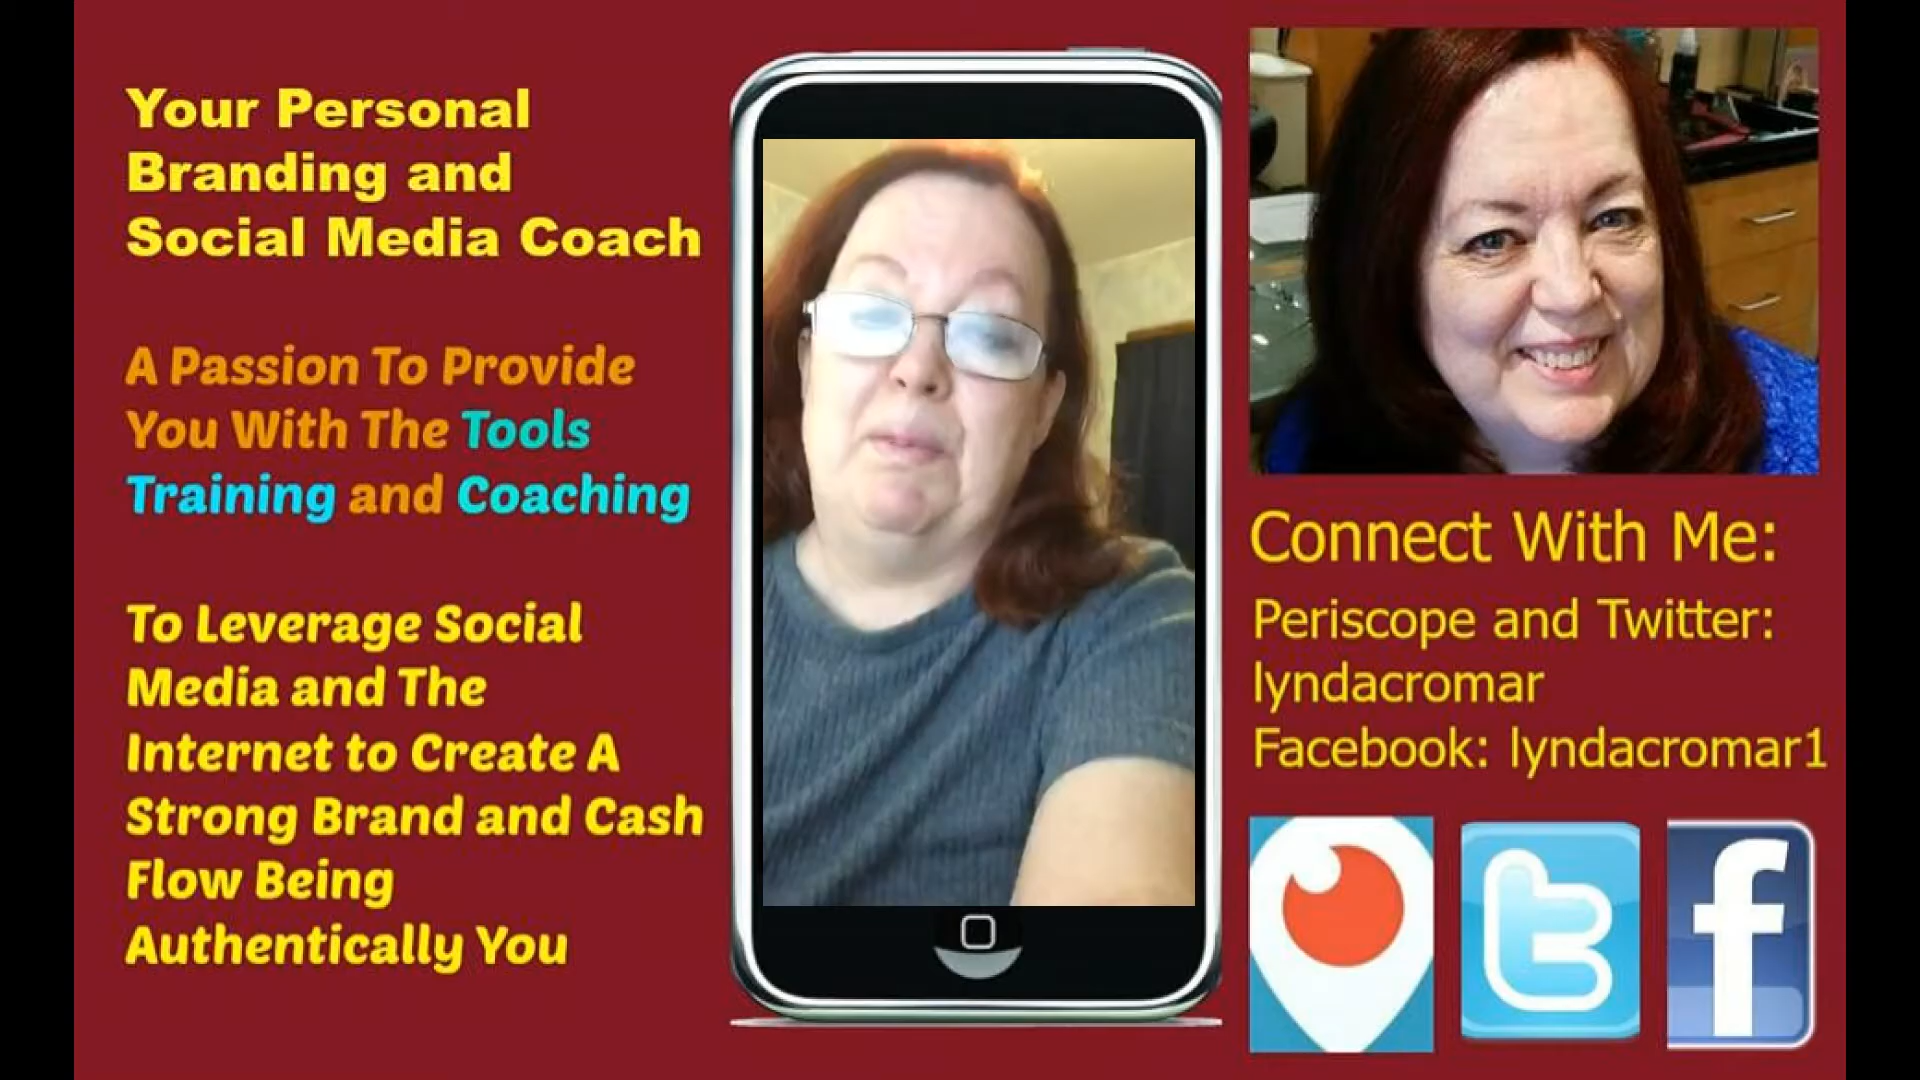 Your Personal
Branding and
Social Media Coach
A Passion To Provide
You With The Tools
Training and Coaching
To Leverage Social
Media and The
Internet to Create A
Strong Brand and Cash
Flow Being
Authentically You
Connect With Me:
Periscope and Twitter:
lyndacromar
Facebook: lyndacromar1